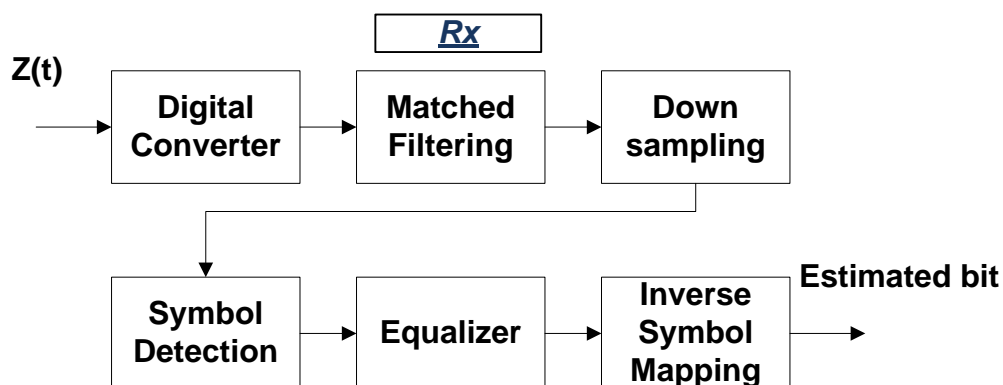 Rx
Z(t)
Digital
Converter
Matched
Filtering
Down
sampling
Symbol
Detection
Equalizer
Inverse
Symbol
Mapping
Estimated bit